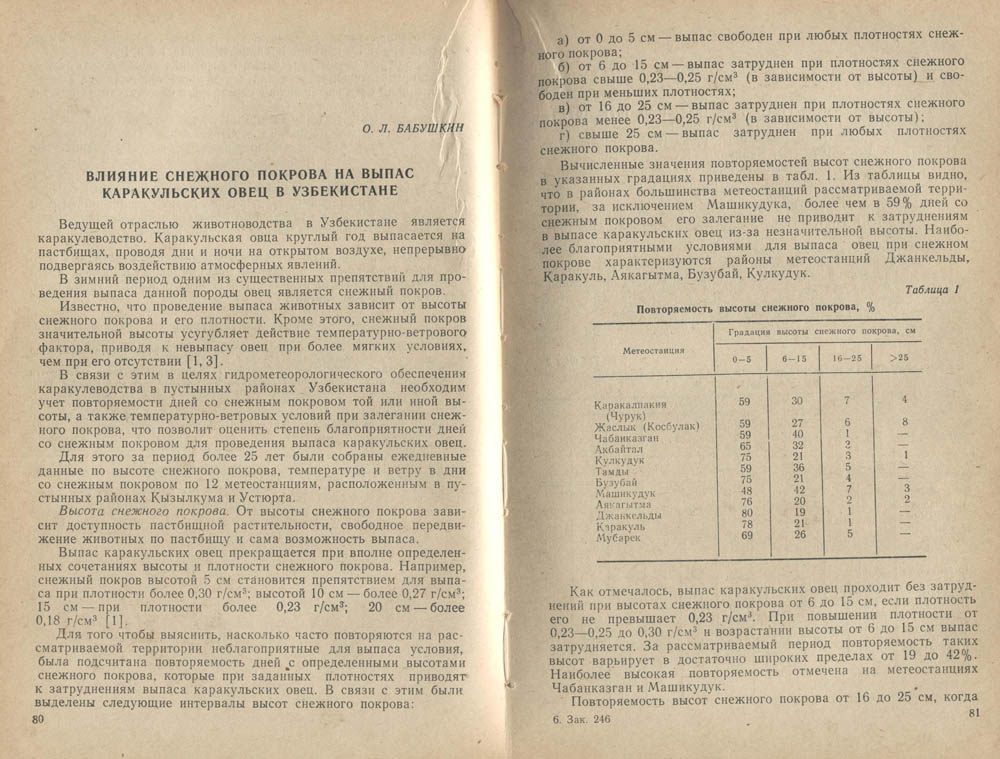 О. Л. БАБУШКИН
ВЛИЯНИЕ СНЕЖНОГО ПОКРОВА НА ВЫПАС
КАРАКУЛЬСКИХ ОВЕЦ В УЗБЕКИСТАНЕ
Ведущей отраслью животноводства в Узбекистане является
каракулеводство. Каракульская овца круглый год выпасается на
пастбищах, проводя дни и ночи на открытом воздухе, непрерывно
подвергаясь воздействию атмосферных явлений.
В зимний период одним из существенных препятствий для про-
ведения выпаса данной породы овец является снежный покров.
Известно, что проведение выпаса животных зависит от высоты
снежного покрова и его плотности. Кроме этого, снежный покров
значительной высоты усугубляет действие температурно-ветрового
фактора, приводя к невыпасу овец при более мягких условиях,
чем при его отсутствии [1, 3].
В связи с этим в целях гидрометеорологического обеспечения
каракулеводства в пустынных районах Узбекистана необходим
учет повторяемости дней со снежным покровом той или иной вы-
соты, а также температурно-ветровых условий при залегании снеж-
ного покрова, что позволит оценить степень благоприятности дней
со снежным покровом для проведения выпаса каракульских овец.
Для этого за период более 25 лет были собраны ежедневные
данные по высоте снежного покрова, температуре и ветру в дни
со снежным покровом по 12 метеостанциям, расположенным в пу-
стынных районах Кызылкума и Устюрта.
Высота снежного покрова. От высоты снежного покрова зави-
сит доступность пастбищной растительности, свободное передви-
жение животных по пастбищу и сама возможность выпаса.
Выпас каракульских овец прекращается при вполне определен-
ных сочетаниях высоты и плотности снежного покрова. Например,
снежный покров высотой 5 см становится препятствием для выпа-
са при плотности более 0,30 г/см³; высотой 10 см — более 0,27 г/см³;
15 см — при плотности более 0,23 г/см³; 20 см — более
0,18 г/см³ [1].
Для того чтобы выяснить, насколько часто повторяются на рас-
сматриваемой территории неблагоприятные для выпаса условия,
была подсчитана повторяемость дней с определенными высотами
снежного покрова, которые при заданных плотностях приводят
к затруднениям выпаса каракульских овец. В связи с этим были
выделены следующие интервалы высот снежного покрова:
80
а) от 0 до 5 см — выпас свободен при любых плотностях снеж-
ного покрова;
б) от 6 до 15 см — выпас затруднен при плотностях снежного
покрова свыше 0,23—0,25 г/см³ (в зависимости от высоты) и сво-
боден при меньших плотностях;
в) от 16 до 25 см — выпас затруднен при плотностях снежного
покрова менее 0,23—0,25 г/см³ (в зависимости от высоты);
г) свыше 25 см — выпас затруднен при любых плотностях
снежного покрова.
Вычисленные значения повторяемостей высот снежного покрова
в указанных градациях приведены в табл. 1. Из таблицы видно,
что в районах большинства метеостанций рассматриваемой терри-
тории, за исключением Машикудука, более чем в 59% дней со
снежным покровом его залегание не приводит к затруднениям
в выпасе каракульских овец из-за незначительной высоты. Наибо-
лее благоприятными условиями для выпаса овец при снежном
покрове характеризуются районы метеостанций Джанкельды,
Каракуль, Аякагытма, Бузубай, Кулкудук.
Таблица 1
Повторяемость высоты снежного покрова, %
Метеостанция Градация высоты снежного покрова, см
0—5 6—15 16—25 >25
Каракалпакия 59 30 7 4
(Чурук)
Жаслык (Косбулак) 59 27 6 8
Чабанказган 59 40 1 —
Акбайтал 65 32 3 —
Кулкудук 75 21 3 1
Тамды 59 36 5 —
Бузубай 75 21 4 —
Машикудук 48 42 7 3
Аякагытма 76 20 2 2
Джанкельды 80 19 1 —
Каракуль 78 21 1 —
Мубарек 69 26 5 —
Как отмечалось, выпас каракульских овец проходит без затруд-
нений при высотах снежного покрова от 6 до 15 см, если плотность
его не превышает 0,23 г/см³. При повышении плотности от
0,23—0,25 до 0,30 г/см³ и возрастании высоты от 6 до 15 см выпас
затрудняется. За рассматриваемый период повторяемость таких
высот варьирует в достаточно широких пределах от 19 до 42%.
Наиболее высокая повторяемость отмечена на метеостанциях
Чабанказган и Машикудук.
Повторяемость высот снежного покрова от 16 до 25 см, когда
6. Зак. 246
81